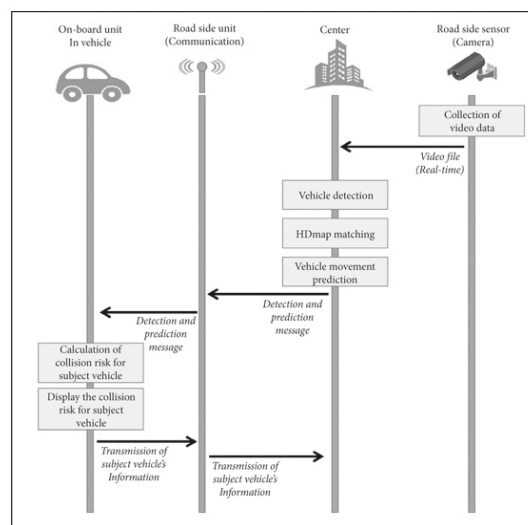 On-board unit
In vehicle
Road side unit
(Communication)
Center
Road side sensor
(Camera)
Collection of
video data
Video file
(Real-time)
Vehicle detection
HDmap matching
Vehicle movement
prediction
Detection and
prediction
message
Detection and
prediction
message
Calculation of
collision risk for
subject vehicle
Display the collision
risk for subject
vehicle
Transmission of
subject vehicle's
Information
Transmission of
subject vehicle's
Information